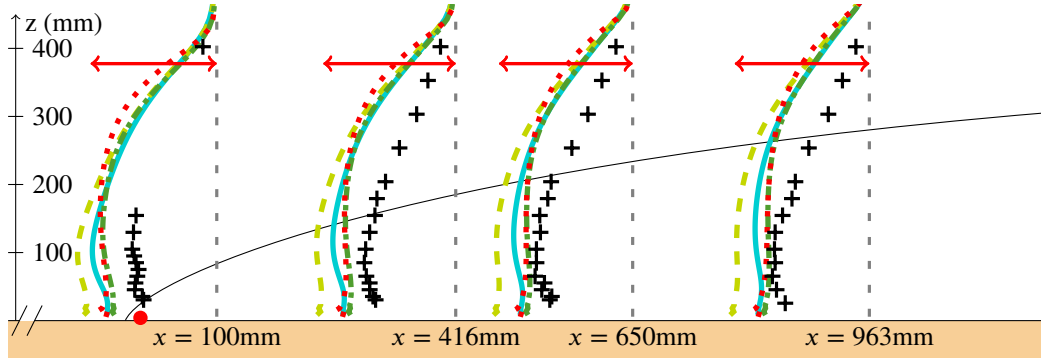 z (mm)
400
300
200
100
x = 100mm
x = 416mm
x = 650mm
x = 963mm